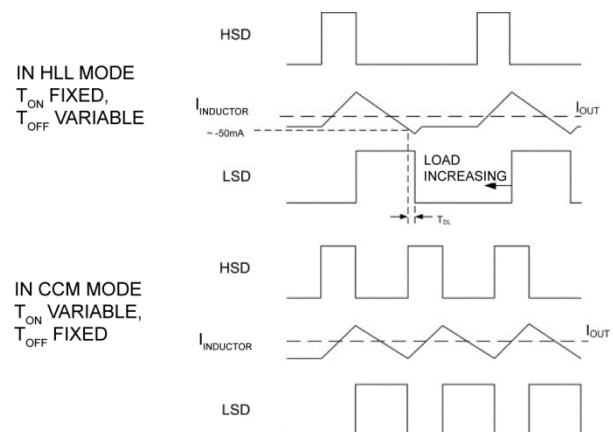 HSD
IN HLL MODE
TON FIXED,
TOFF VARIABLE
IINDUCTOR
IOUT
~ -50mA
LSD
LOAD
INCREASING
TDL
HSD
IN CCM MODE
TON VARIABLE,
TOFF FIXED
IINDUCTOR
IOUT
LSD